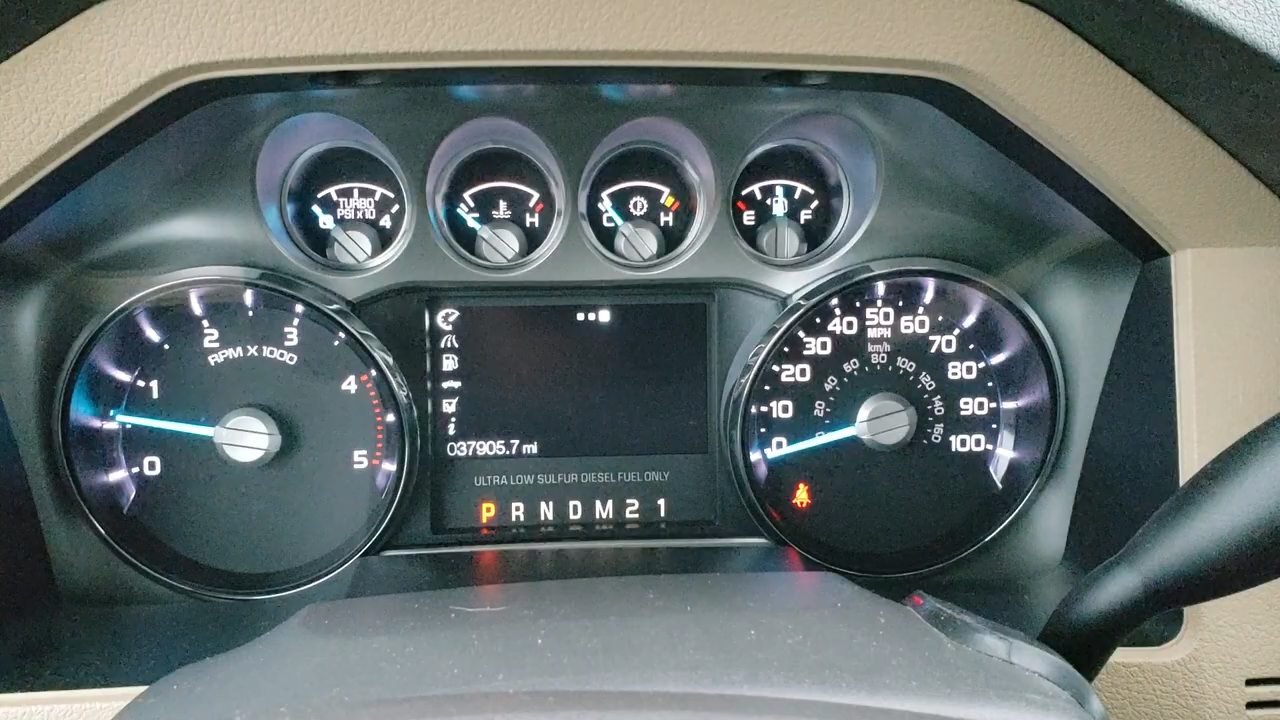 TURBO
PSI x10
0 4
H
C H
E F
0 1 2 3 4 5
RPM X 1000
037905.7 mi
ULTRA LOW SULFUR DIESEL FUEL ONLY
P R N D M 2 1
0 10 20 30 40 50 60 70 80 90 100
MPH
km/h
20 40 60 80 100 120 140 160